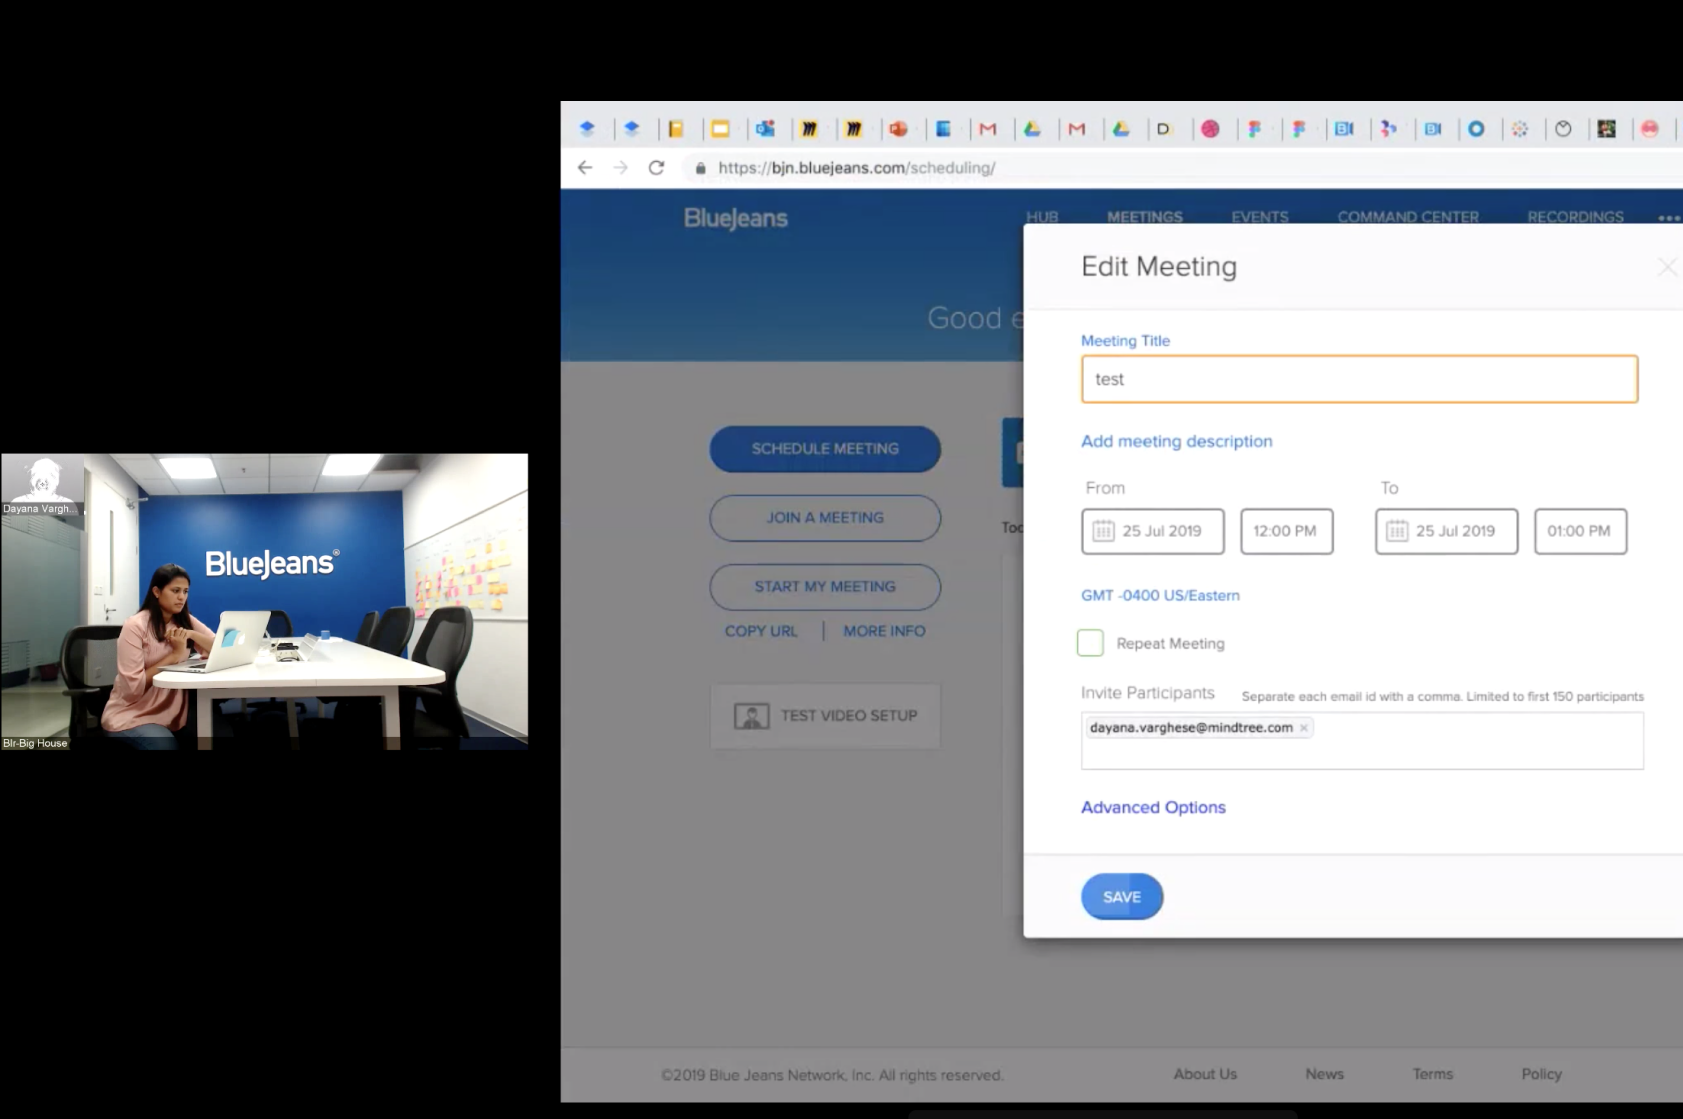 https://bjn.bluejeans.com/scheduling/
BlueJeans
HUB
MEETINGS
EVENTS
COMMAND CENTER
RECORDINGS
Edit Meeting
Good
Meeting Title
test
Add meeting description
SCHEDULE MEETING
From
To
JOIN A MEETING
25 Jul 2019
12:00 PM
25 Jul 2019
01:00 PM
START MY MEETING
GMT -0400 US/Eastern
COPY URL | MORE INFO
Repeat Meeting
Invite Participants
Separate each email id with a comma. Limited to first 150 participants
dayana.varghese@mindtree.com
TEST VIDEO SETUP
Advanced Options
SAVE
©2019 Blue Jeans Network, Inc. All rights reserved.
About Us
News
Terms
Policy
Dayana Vargh...
BlueJeans®
Blr-Big House